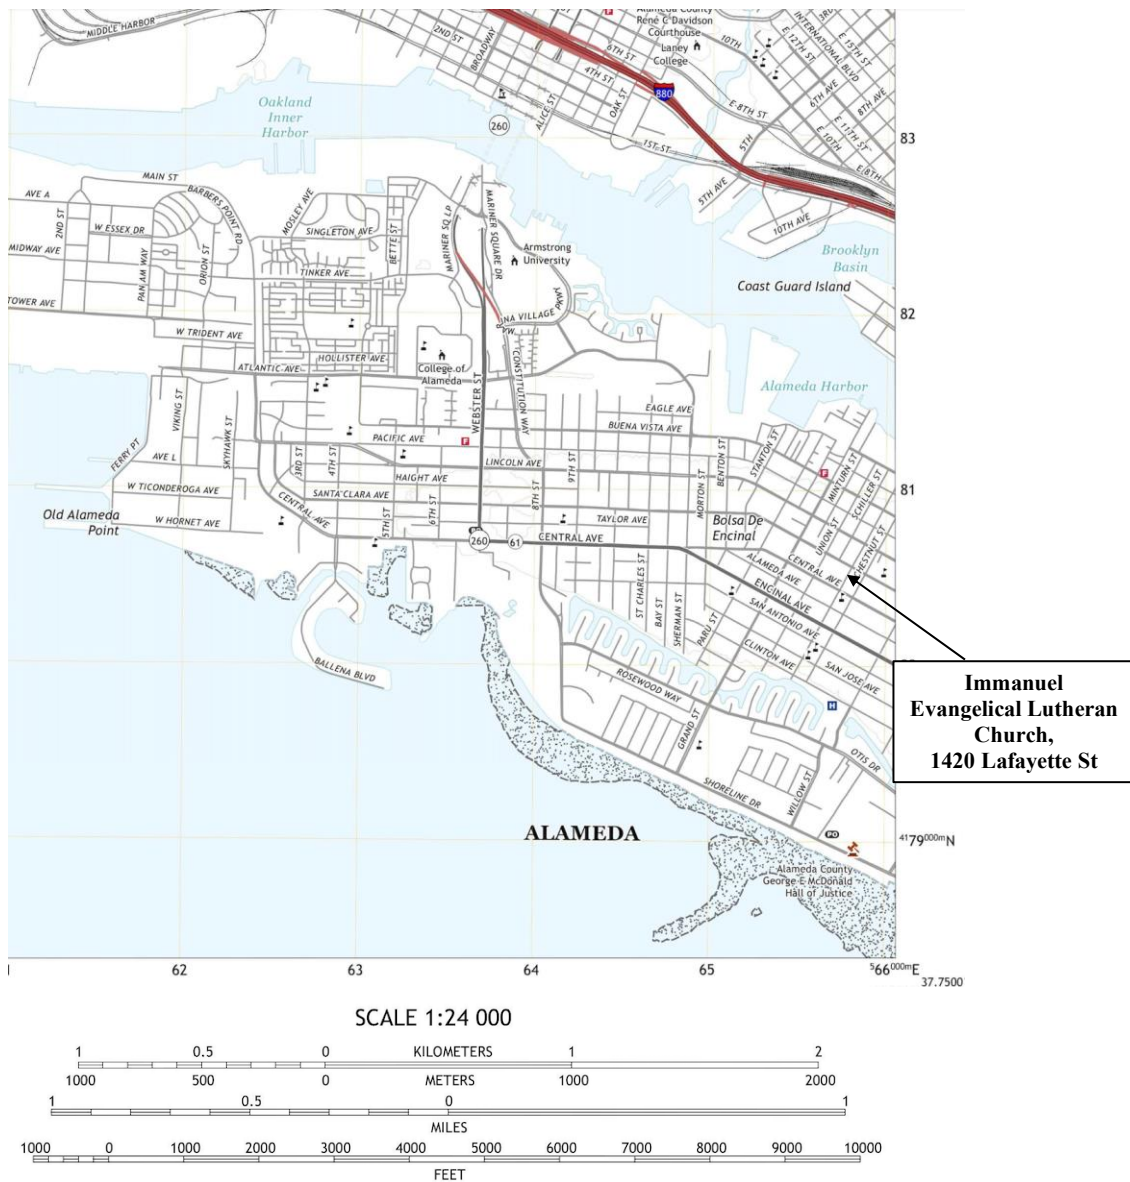 MIDDLE HARBOR
2ND ST
BROADWAY
Alameda County
René C Davidson
Courthouse
Laney
College
6TH ST
4TH ST
OAK ST
ALICE ST
1ST ST
880
260
10TH
E 12TH ST
INTERNATIONAL BLVD
3RD
E 15TH ST
6TH AVE
8TH AVE
E 11TH ST
E 10TH
E 8TH
E 8TH ST
5TH
5TH AVE
10TH AVE
83
Oakland
Inner
Harbor
MAIN ST
AVE A
BARBERS POINT RD
2ND ST
W ESSEX DR
MIDWAY AVE
PAN AM WAY
ORION ST
TOWER AVE
MOSLEY AVE
SINGLETON AVE
BETTE ST
TINKER AVE
MARINER SQ LP
MARINER SQUARE DR
Armstrong
University
Brooklyn
Basin
Coast Guard Island
82
W TRIDENT AVE
HOLLISTER AVE
ATLANTIC AVE
College of
Alameda
WEBSTER ST
CONSTITUTION WAY
Alameda Harbor
EAGLE AVE
BUENA VISTA AVE
VIKING ST
SKYHAWK ST
FERRY PT
AVE L
3RD ST
4TH ST
PACIFIC AVE
LINCOLN AVE
HAIGHT AVE
SANTA CLARA AVE
5TH ST
6TH ST
8TH ST
9TH ST
MORTON ST
BENTON ST
STANTON ST
MINTURN ST
SCHILLER ST
UNION ST
CHESTNUT ST
81
W TICONDEROGA AVE
W HORNET AVE
CENTRAL AVE
Old Alameda
Point
TAYLOR AVE
Bolsa De
Encinal
260
61
CENTRAL AVE
ALAMEDA AVE
CENTRAL AVE
ENCINAL AVE
SAN ANTONIO AVE
CLINTON AVE
SAN JOSE AVE
ST CHARLES ST
BAY ST
SHERMAN ST
PARU ST
BALLENA BLVD
ROSEWOOD WAY
GRAND ST
H
OTIS DR
SHORELINE DR
WILLOW ST
Immanuel
Evangelical Lutheran
Church,
1420 Lafayette St
ALAMEDA
PO
4179000mN
Alameda County
George E McDonald
Hall of Justice
62
63
64
65
566000mE
37.7500
SCALE 1:24 000
1 0.5 0 KILOMETERS 1 2
1000 500 0 METERS 1000 2000
1 0.5 0 1
MILES
1000 0 1000 2000 3000 4000 5000 6000 7000 8000 9000 10000
FEET